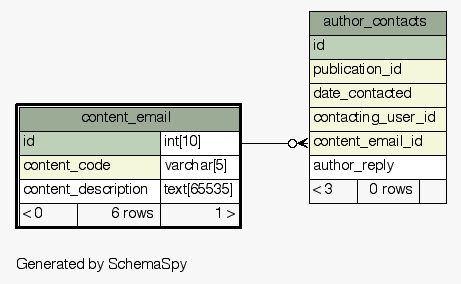 author_contacts
id
publication_id
date_contacted
contacting_user_id
content_email_id
author_reply
< 3 0 rows
content_email
id int[10]
content_code varchar[5]
content_description text[65535]
< 0 6 rows 1 >
Generated by SchemaSpy